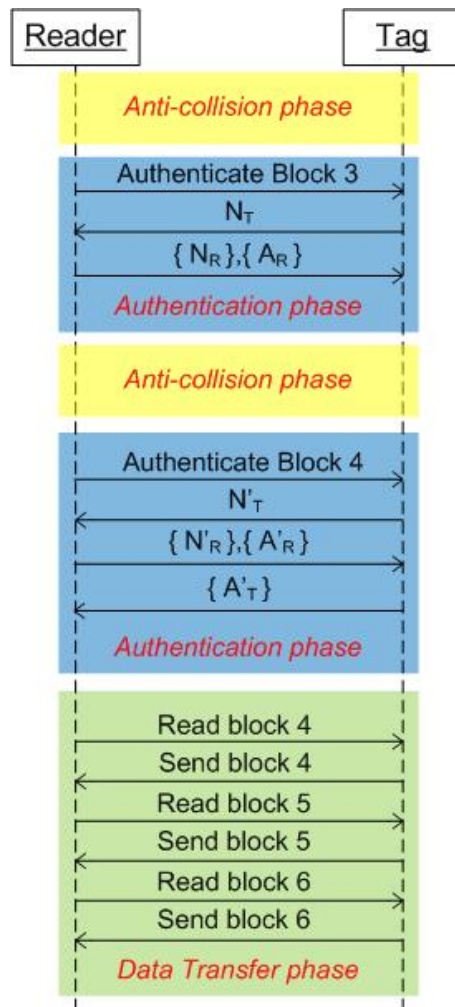 Reader Tag
Anti-collision phase
Authenticate Block 3
N_T
{ N_R },{ A_R }
Authentication phase
Anti-collision phase
Authenticate Block 4
N'_T
{ N'_R },{ A'_R }
{ A'_T }
Authentication phase
Read block 4
Send block 4
Read block 5
Send block 5
Read block 6
Send block 6
Data Transfer phase